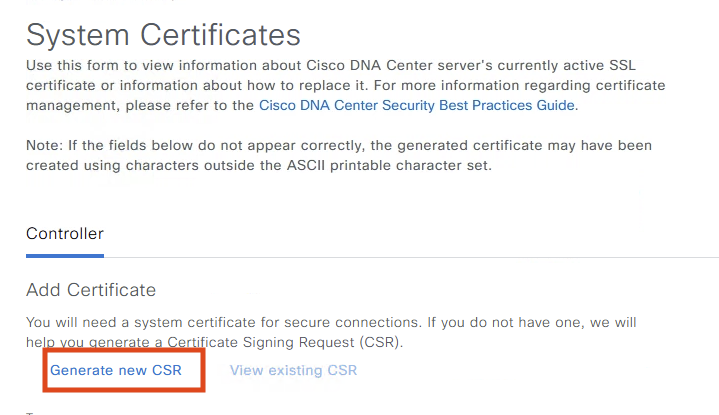 System Certificates
Use this form to view information about Cisco DNA Center server's currently active SSL
certificate or information about how to replace it. For more information regarding certificate
management, please refer to the Cisco DNA Center Security Best Practices Guide.
Note: If the fields below do not appear correctly, the generated certificate may have been
created using characters outside the ASCII printable character set.
Controller
Add Certificate
You will need a system certificate for secure connections. If you do not have one, we will
help you generate a Certificate Signing Request (CSR).
Generate new CSR View existing CSR